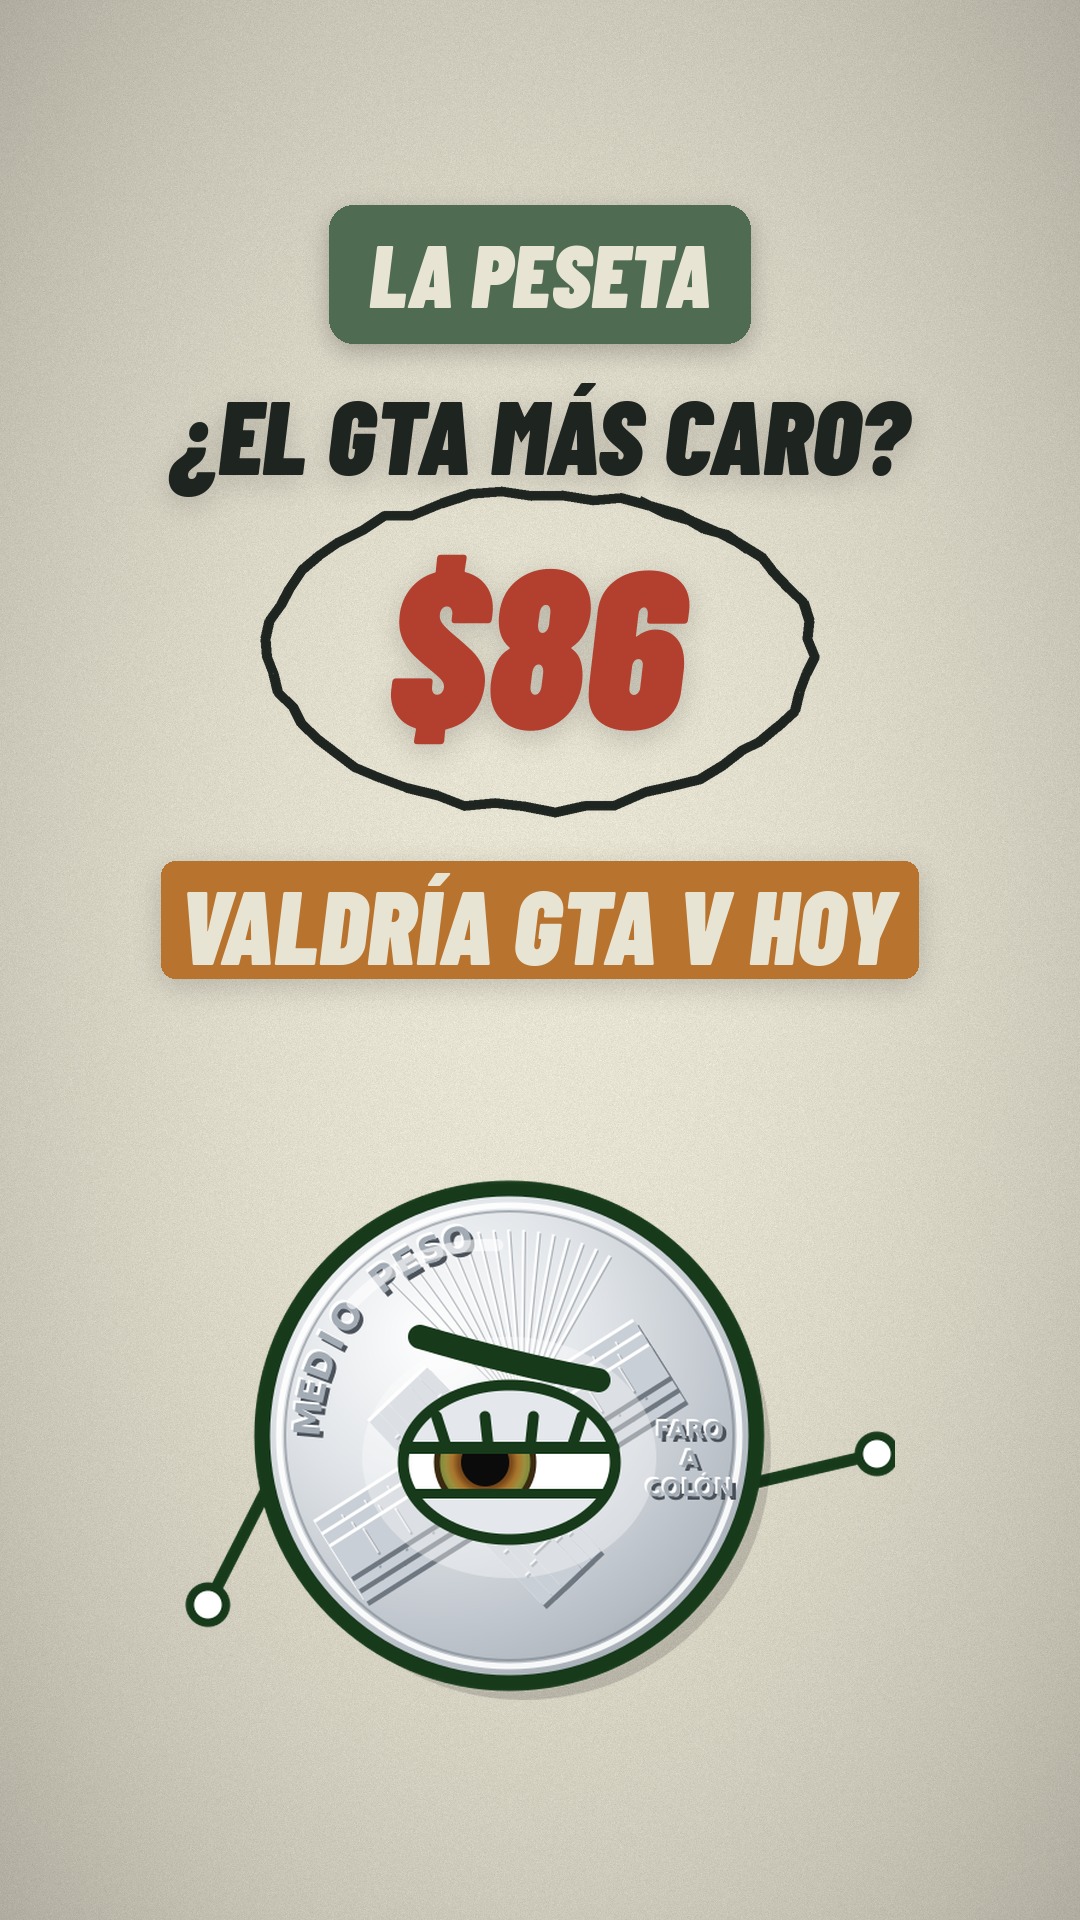 LA PESETA
¿EL GTA MÁS CARO?
$86
VALDRÍA GTA V HOY
MEDIO PESO
FARO
A
COLÓN